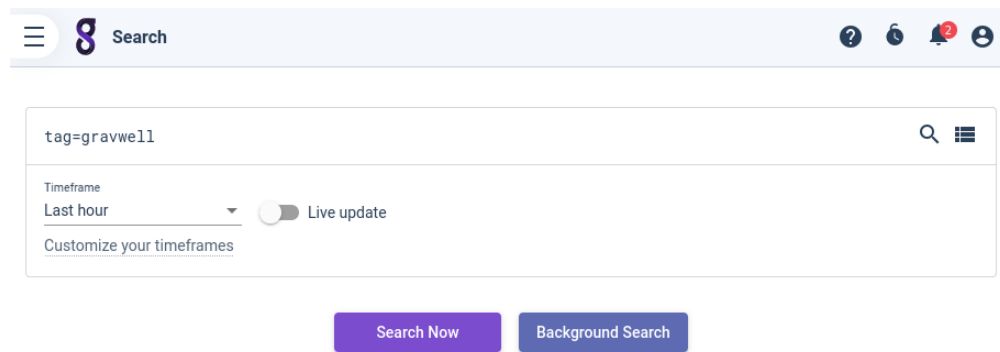 Search
2
tag=gravwell
Timeframe
Last hour
Live update
Customize your timeframes
Search Now
Background Search